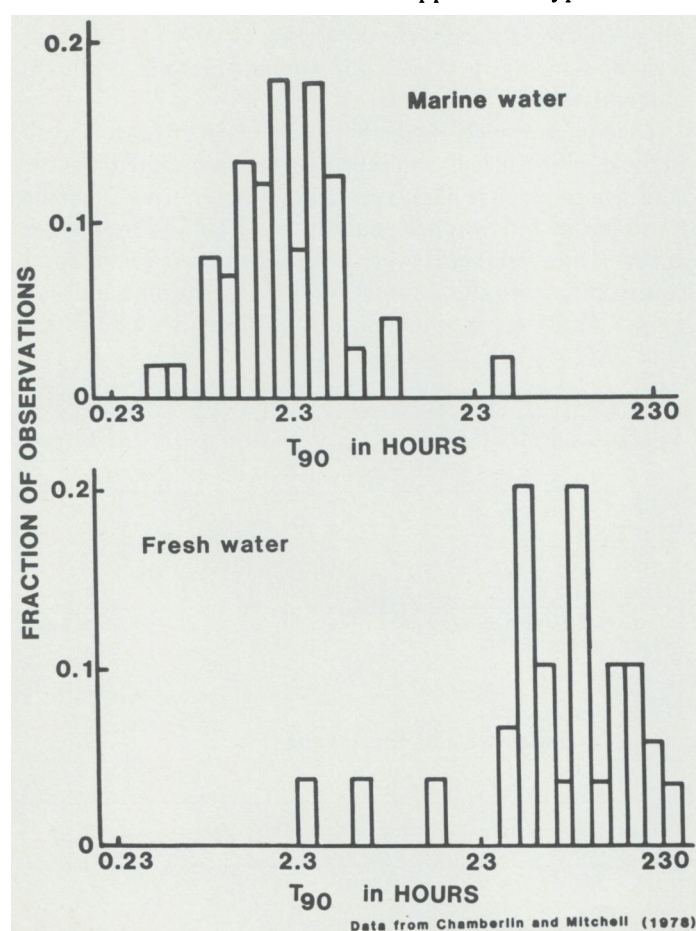 0.2
Marine water
0.1
0
0.23 2.3 23 230
T90 in HOURS
FRACTION OF OBSERVATIONS
0.2
Fresh water
0.1
0
0.23 2.3 23 230
T90 in HOURS
Data from Chamberlin and Mitchell (1978)